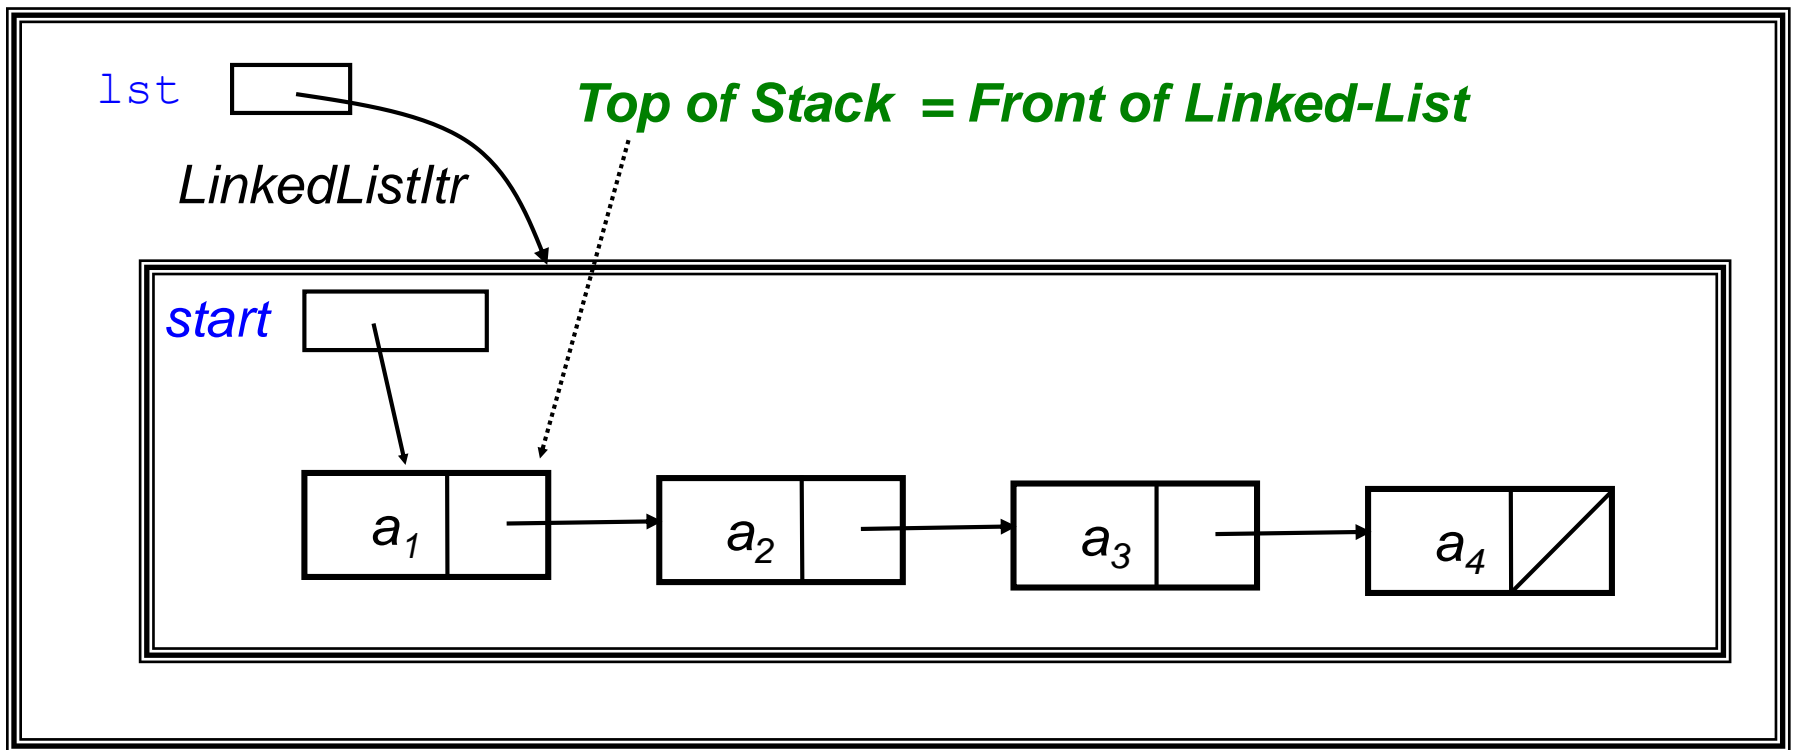 lst
Top of Stack = Front of Linked-List
LinkedListItr
start
a1 a2 a3 a4